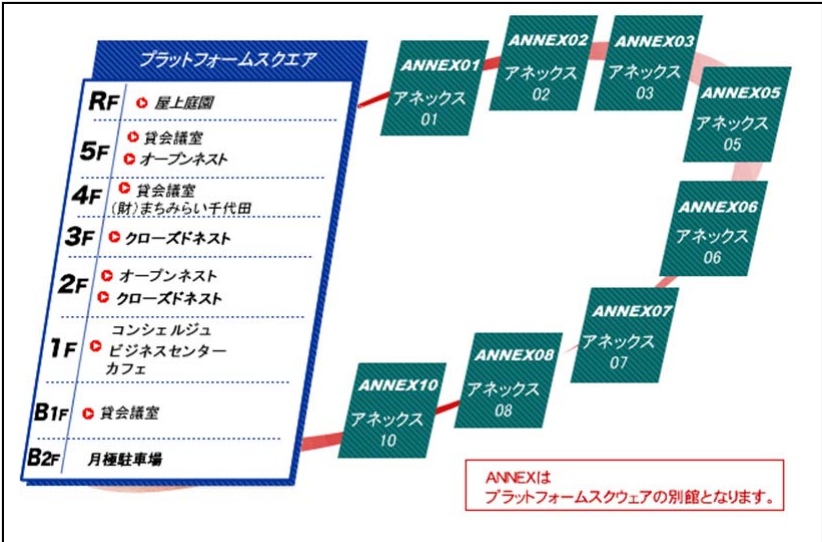 プラットフォームスクエア
RF 屋上庭園
5F 貸会議室
オープンネスト
4F 貸会議室
(財)まちみらい千代田
3F クローズドネスト
2F オープンネスト
クローズドネスト
1F コンシェルジュ
ビジネスセンター
カフェ
B1F 貸会議室
B2F 月極駐車場
ANNEX01
アネックス
01
ANNEX02
アネックス
02
ANNEX03
アネックス
03
ANNEX05
アネックス
05
ANNEX06
アネックス
06
ANNEX07
アネックス
07
ANNEX08
アネックス
08
ANNEX10
アネックス
10
ANNEXは
プラットフォームスクウェアの別館となります。